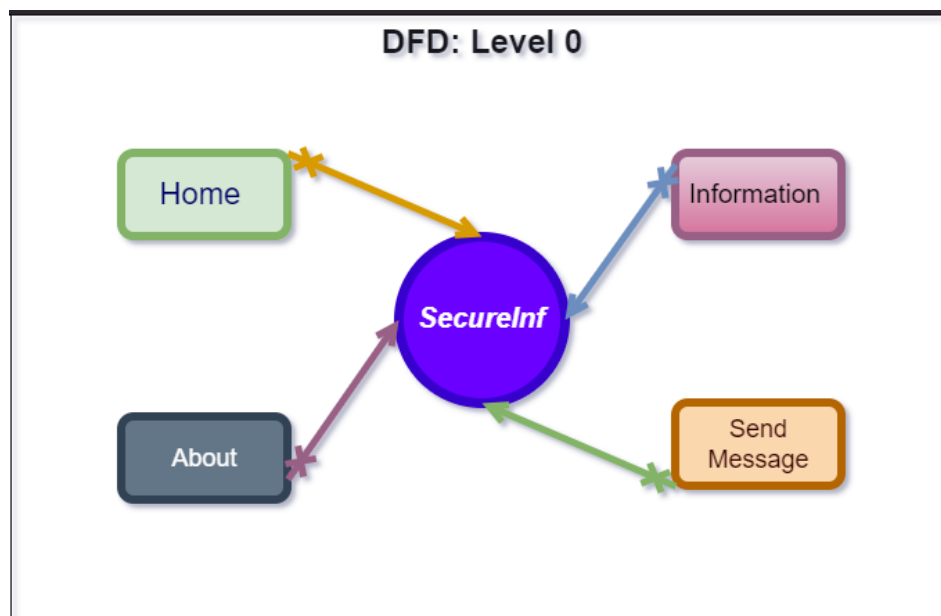 DFD: Level 0
Home
Information
SecureInf
About
Send
Message